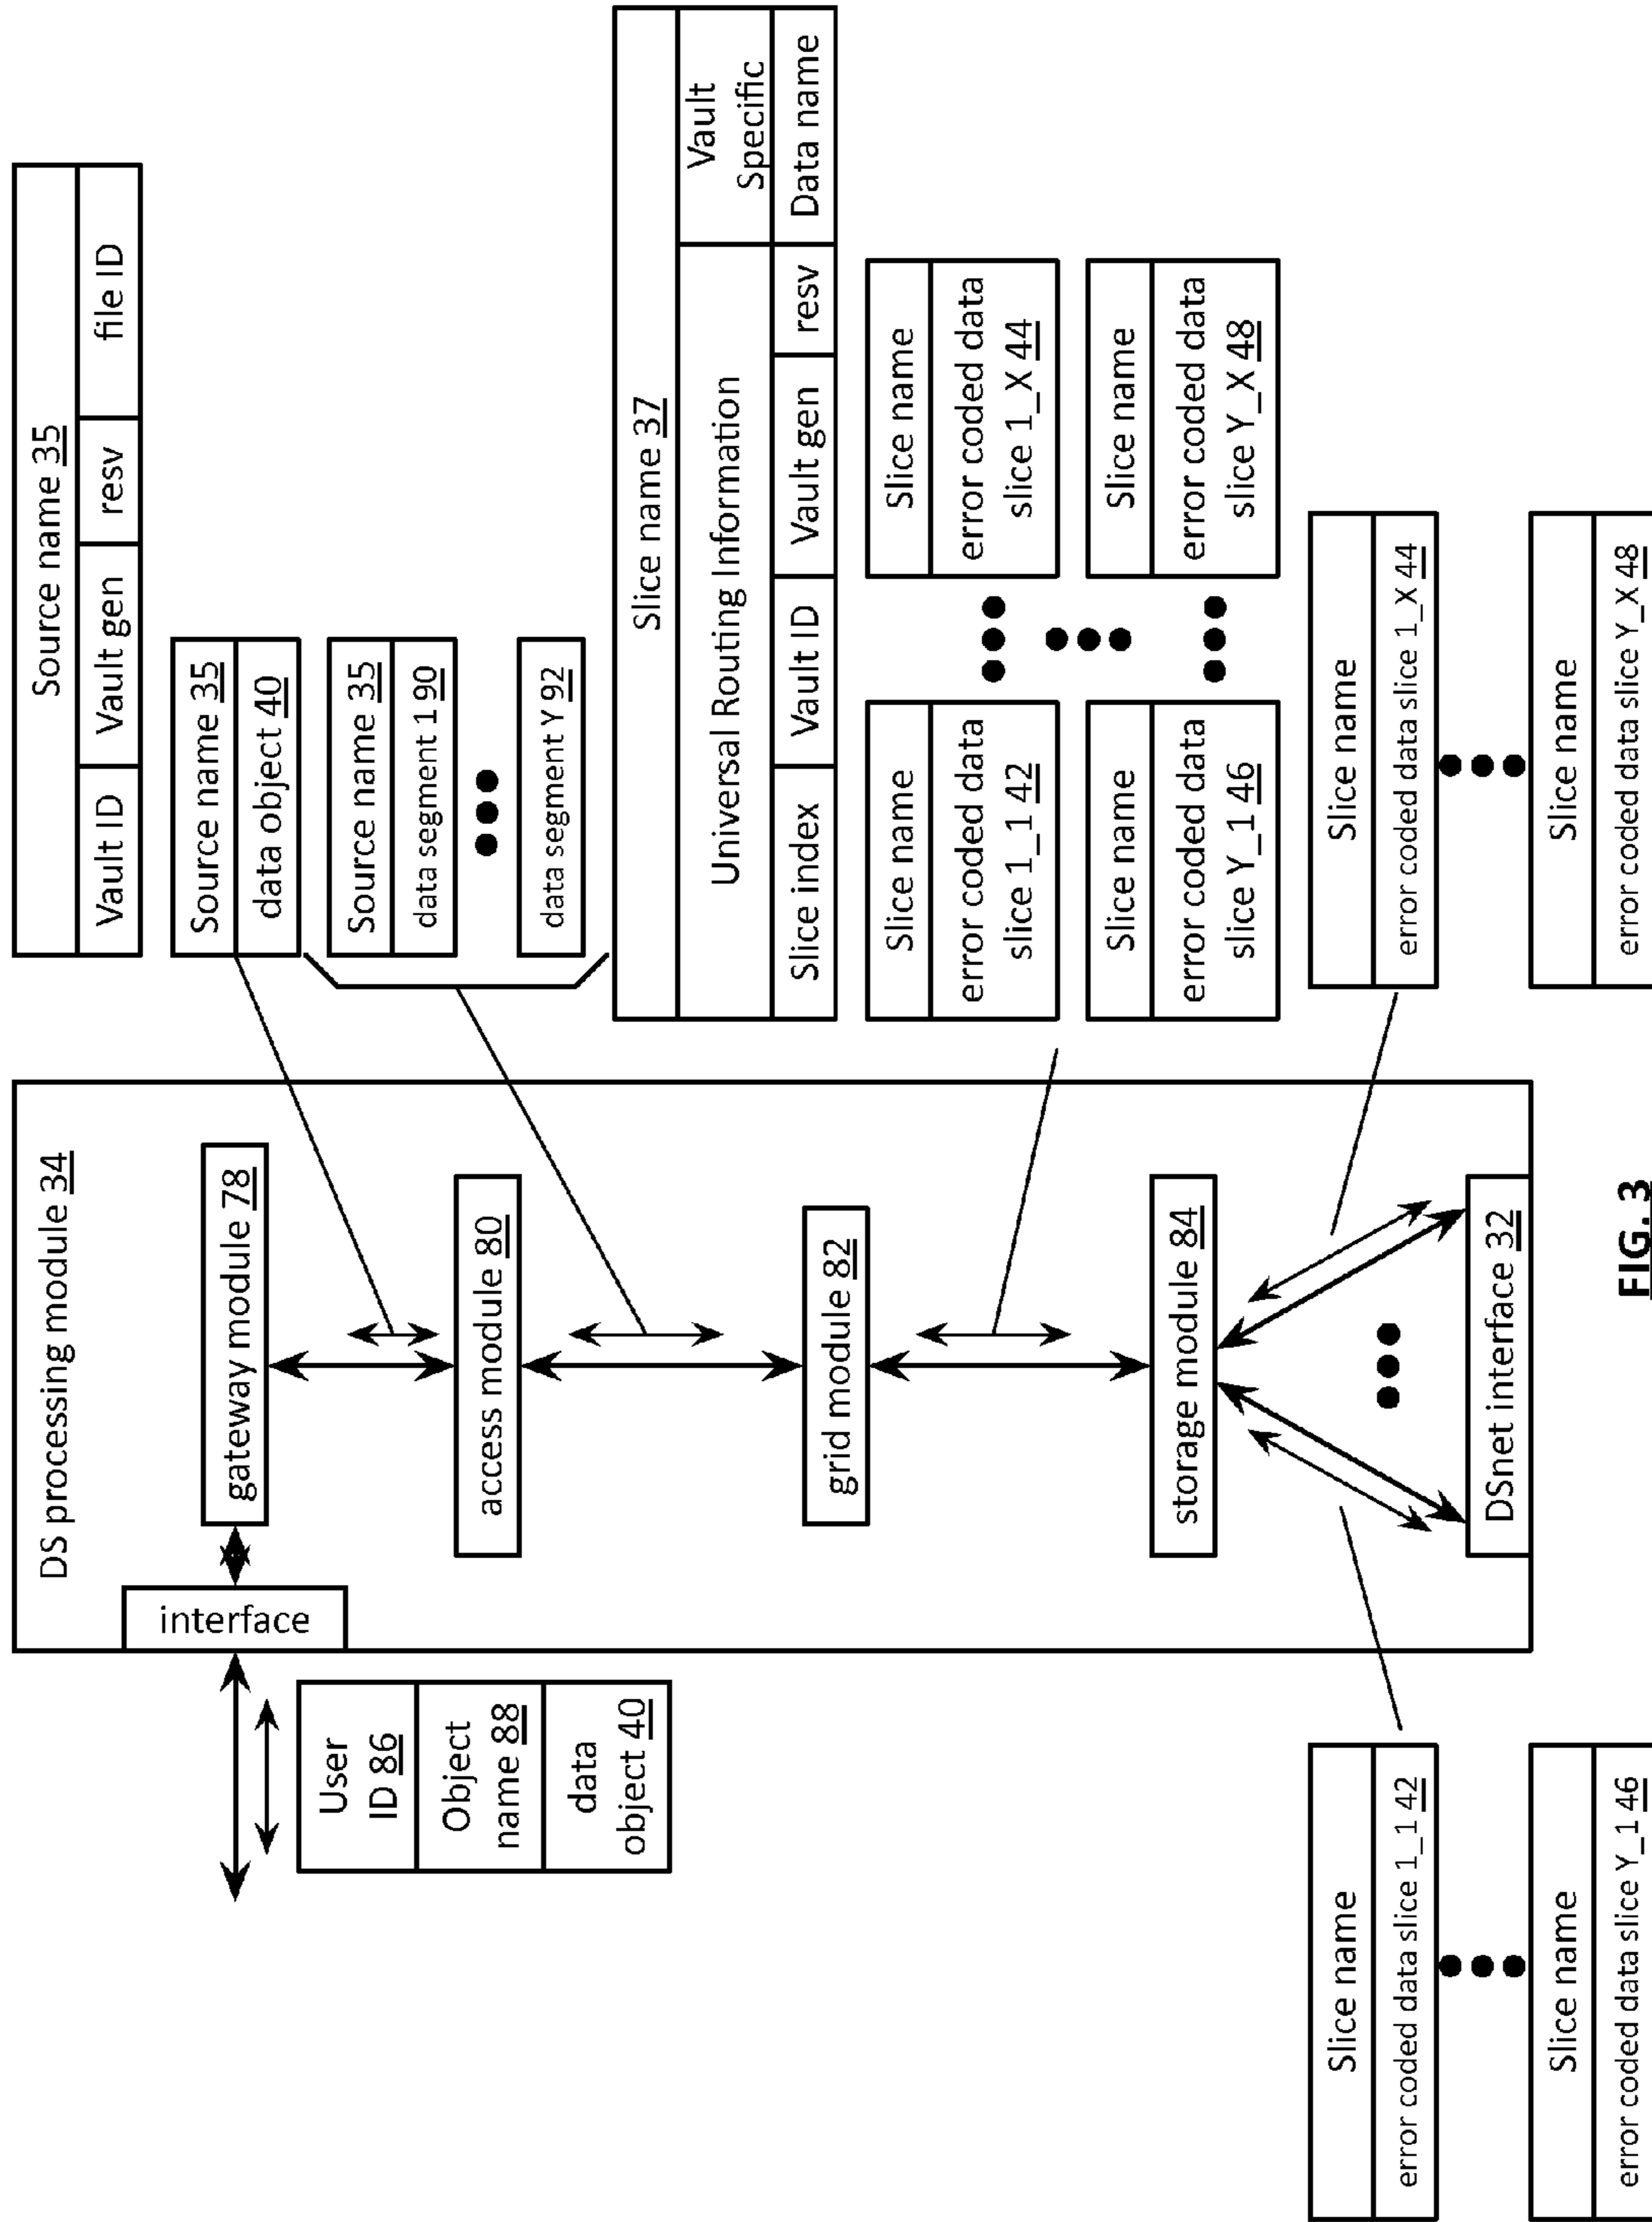 DS processing module 34
interface
gateway module 78
access module 80
grid module 82
storage module 84
DSnet interface 32
User
ID 86
Object
name 88
data
object 40
Source name 35
Vault ID
Vault gen
resv
file ID
Source name 35
data object 40
Source name 35
data segment 1 90
data segment Y 92
Slice name 37
Universal Routing Information
Vault
Specific
Slice index
Vault ID
Vault gen
resv
Data name
Slice name
error coded data
slice 1_1 42
Slice name
error coded data
slice 1_X 44
Slice name
error coded data
slice Y_1 46
Slice name
error coded data
slice Y_X 48
Slice name
error coded data slice 1_1 42
Slice name
error coded data slice Y_1 46
Slice name
error coded data slice 1_X 44
Slice name
error coded data slice Y_X 48
FIG. 3